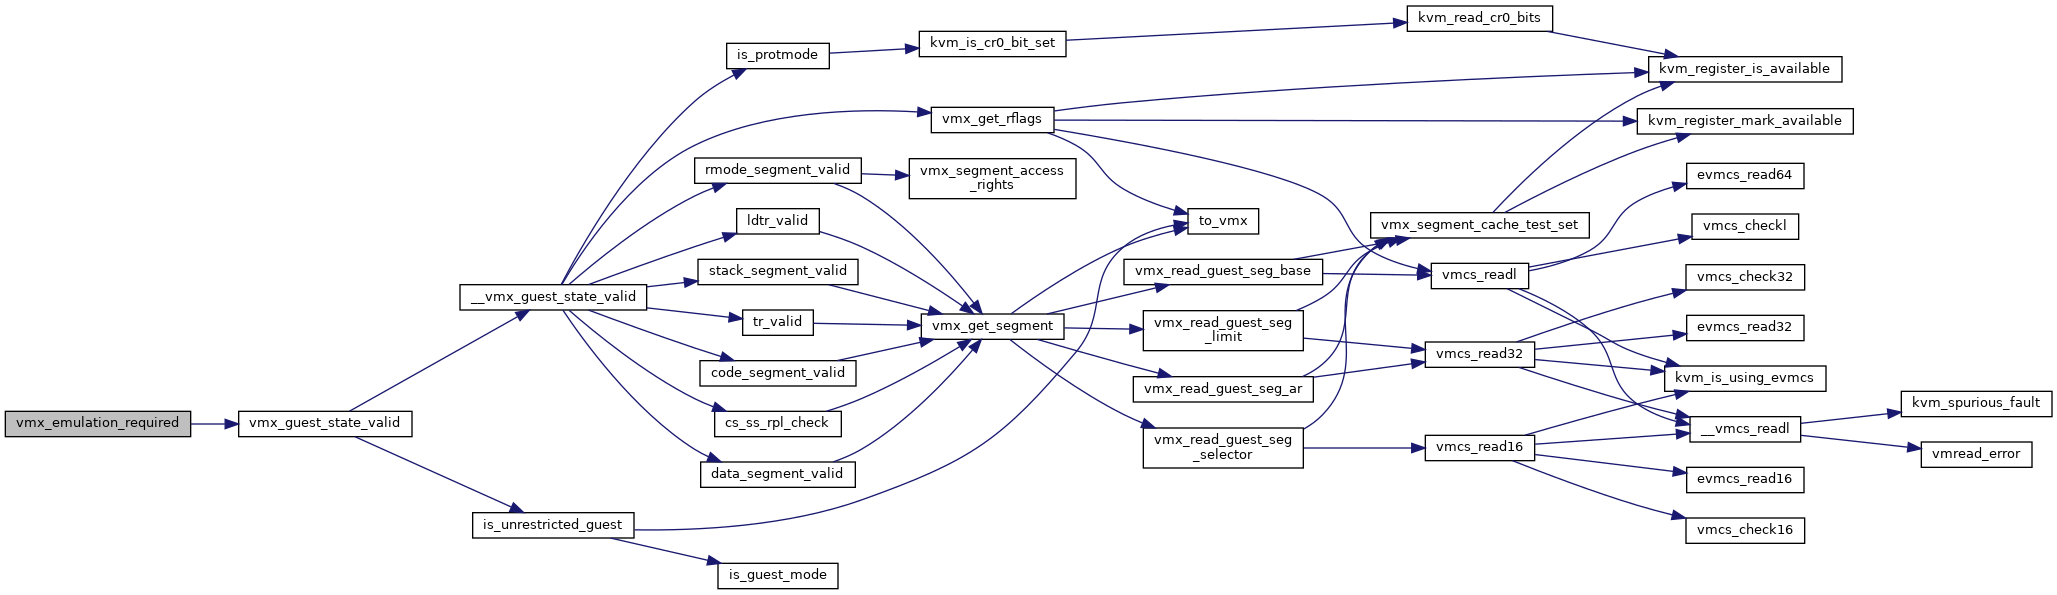 vmx_emulation_required
vmx_guest_state_valid
__vmx_guest_state_valid
is_unrestricted_guest
is_protmode
rmode_segment_valid
ldtr_valid
stack_segment_valid
tr_valid
code_segment_valid
cs_ss_rpl_check
data_segment_valid
is_guest_mode
kvm_is_cr0_bit_set
vmx_get_rflags
vmx_segment_access
_rights
vmx_get_segment
to_vmx
vmx_read_guest_seg_base
vmx_read_guest_seg
_limit
vmx_read_guest_seg_ar
vmx_read_guest_seg
_selector
kvm_read_cr0_bits
vmx_segment_cache_test_set
vmcs_readl
vmcs_read32
vmcs_read16
kvm_register_is_available
kvm_register_mark_available
evmcs_read64
vmcs_checkl
vmcs_check32
evmcs_read32
kvm_is_using_evmcs
__vmcs_readl
evmcs_read16
vmcs_check16
kvm_spurious_fault
vmread_error